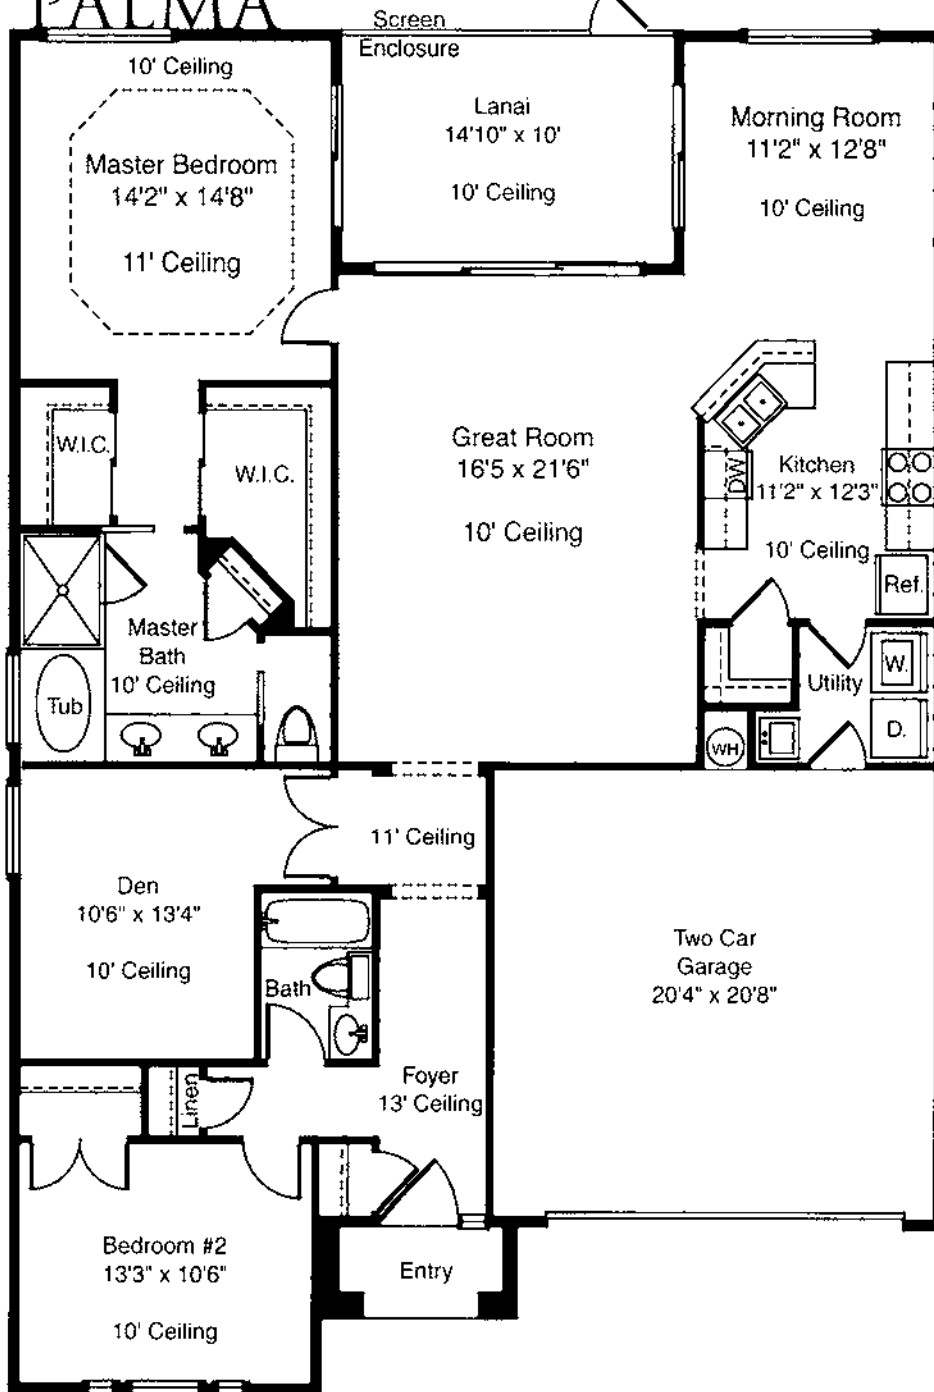 PALMA
Screen
Enclosure
10' Ceiling
Master Bedroom
14'2" x 14'8"
11' Ceiling
Lanai
14'10" x 10'
10' Ceiling
Morning Room
11'2" x 12'8"
10' Ceiling
W.I.C.
W.I.C.
Great Room
16'5 x 21'6"
10' Ceiling
DW
Kitchen
11'2" x 12'3"
10' Ceiling
Ref.
Master
Bath
10' Ceiling
Tub
Utility
W.
D.
WH
11' Ceiling
Den
10'6" x 13'4"
10' Ceiling
Bath
Two Car
Garage
20'4" x 20'8"
Linen
Foyer
13' Ceiling
Bedroom #2
13'3" x 10'6"
10' Ceiling
Entry